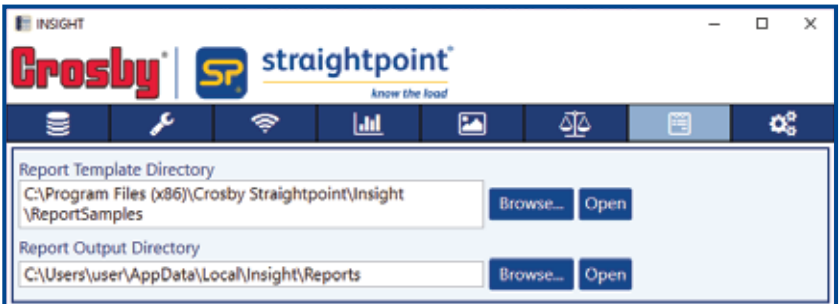 INSIGHT
Crosby SP straightpoint
know the load
Report Template Directory
C:\Program Files (x86)\Crosby Straightpoint\Insight
\ReportSamples
Browse... Open
Report Output Directory
C:\Users\user\AppData\Local\Insight\Reports
Browse... Open